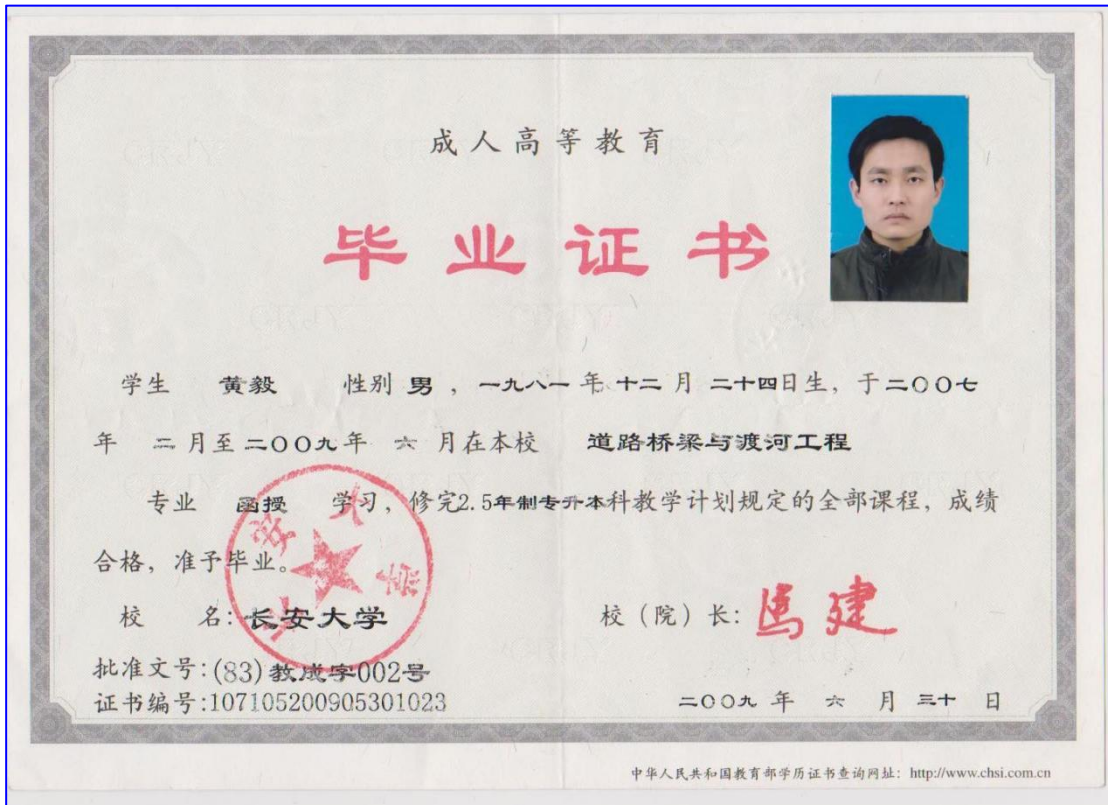 成人高等教育
毕业证书
学生 黄毅 性别 男 ，一九八一 年 十二 月 二十四日生，于二〇〇七
年 二 月至 二〇〇九 年 六 月在本校 道路桥梁与渡河工程
专业 函授 学习，修完2.5年制专升本科教学计划规定的全部课程，成绩
合格，准予毕业。
长安大学
校 名：长安大学 校（院）长：马建
批准文号：(83)教成字002号
证书编号：107105200905301023 二〇〇九 年 六 月 三十 日
中华人民共和国教育部学历证书查询网址：http://www.chsi.com.cn